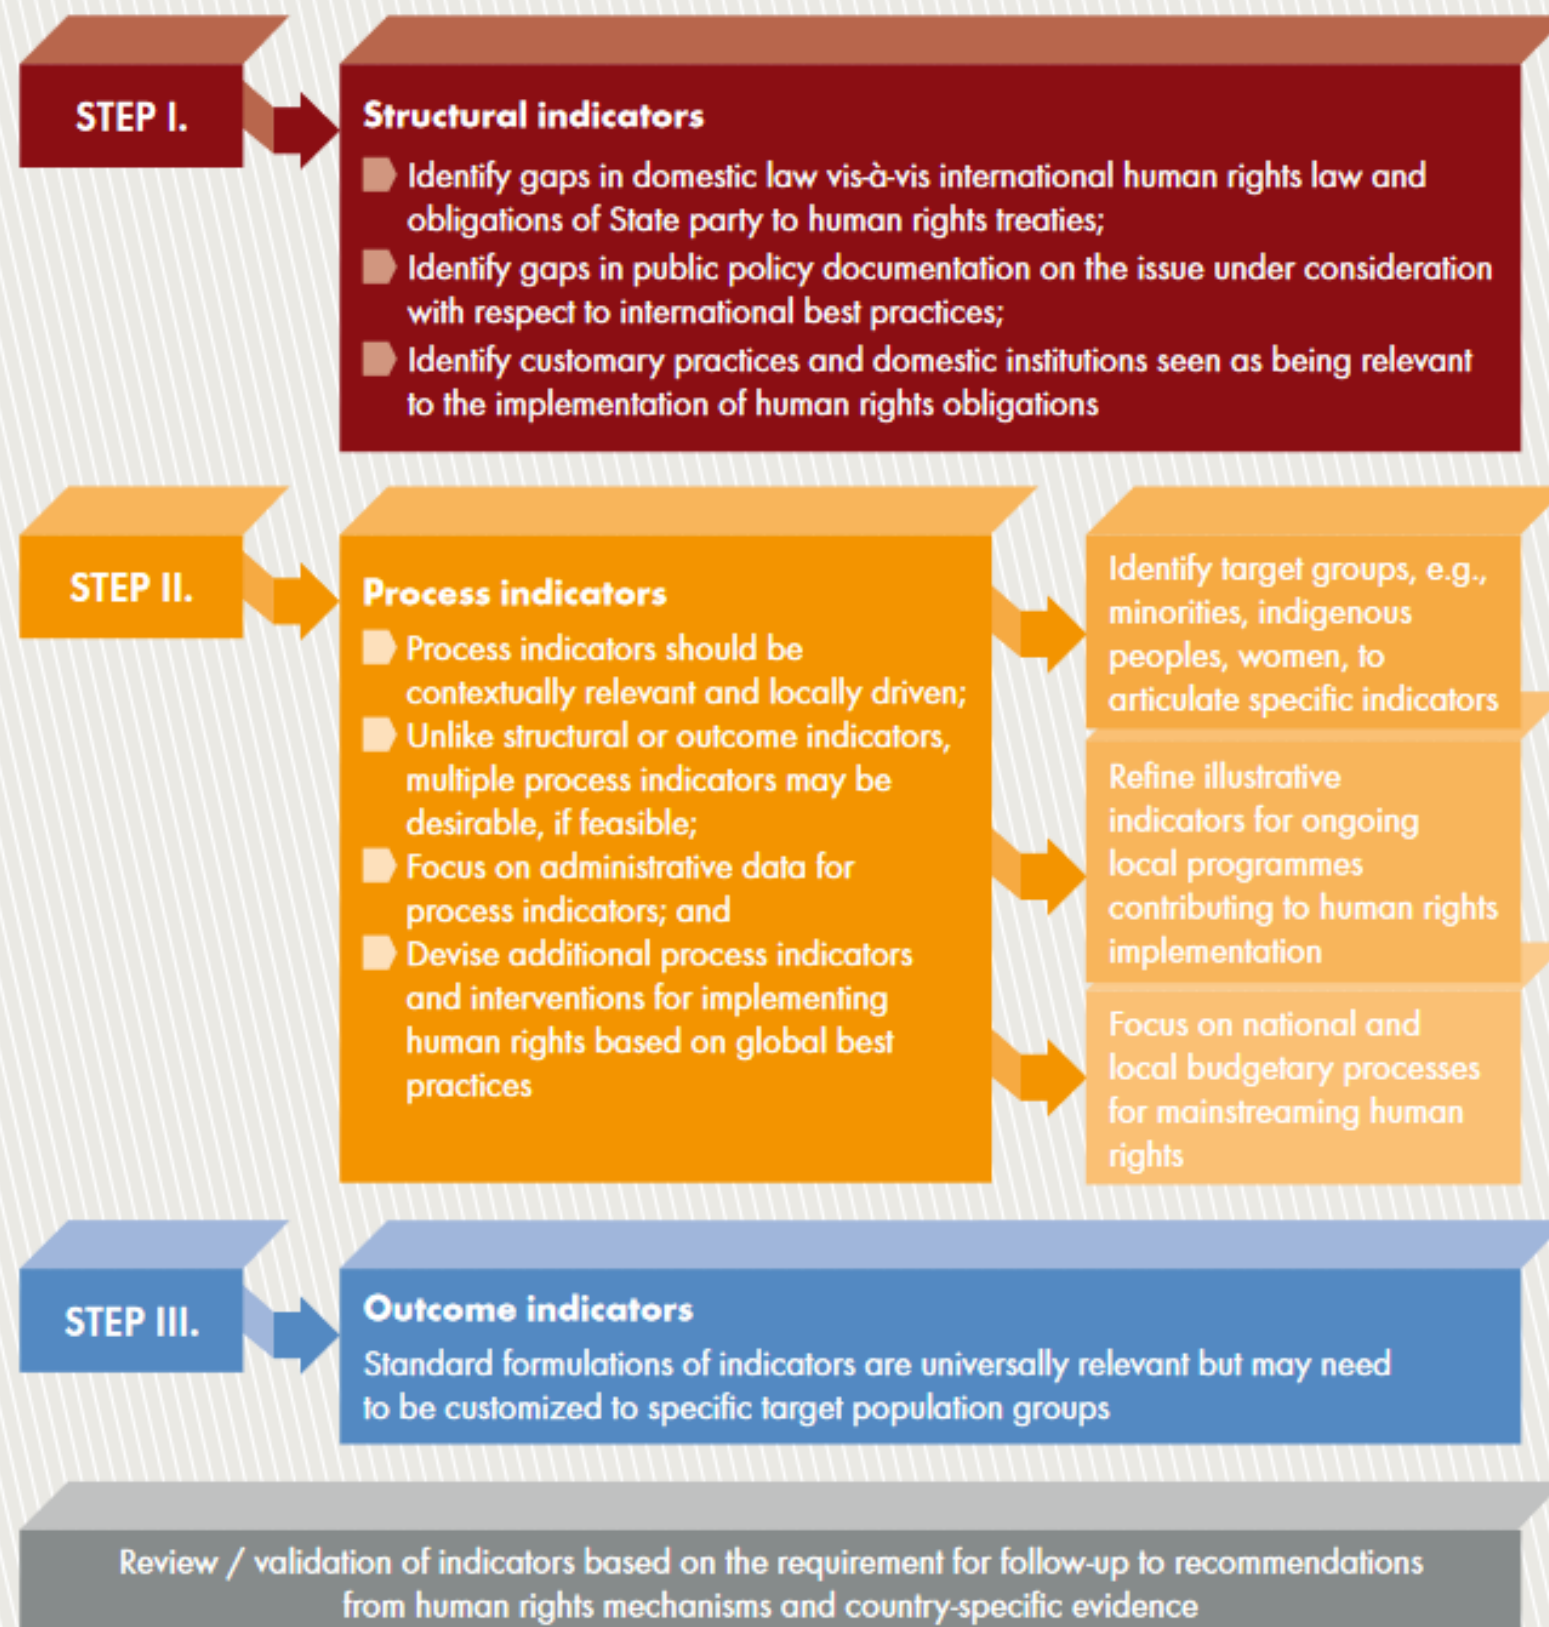 STEP I.
Structural indicators
Identify gaps in domestic law vis-à-vis international human rights law and
obligations of State party to human rights treaties;
Identify gaps in public policy documentation on the issue under consideration
with respect to international best practices;
Identify customary practices and domestic institutions seen as being relevant
to the implementation of human rights obligations
STEP II.
Process indicators
Process indicators should be
contextually relevant and locally driven;
Unlike structural or outcome indicators,
multiple process indicators may be
desirable, if feasible;
Focus on administrative data for
process indicators; and
Devise additional process indicators
and interventions for implementing
human rights based on global best
practices
Identify target groups, e.g.,
minorities, indigenous
peoples, women, to
articulate specific indicators
Refine illustrative
indicators for ongoing
local programmes
contributing to human rights
implementation
Focus on national and
local budgetary processes
for mainstreaming human
rights
STEP III.
Outcome indicators
Standard formulations of indicators are universally relevant but may need
to be customized to specific target population groups
Review / validation of indicators based on the requirement for follow-up to recommendations
from human rights mechanisms and country-specific evidence